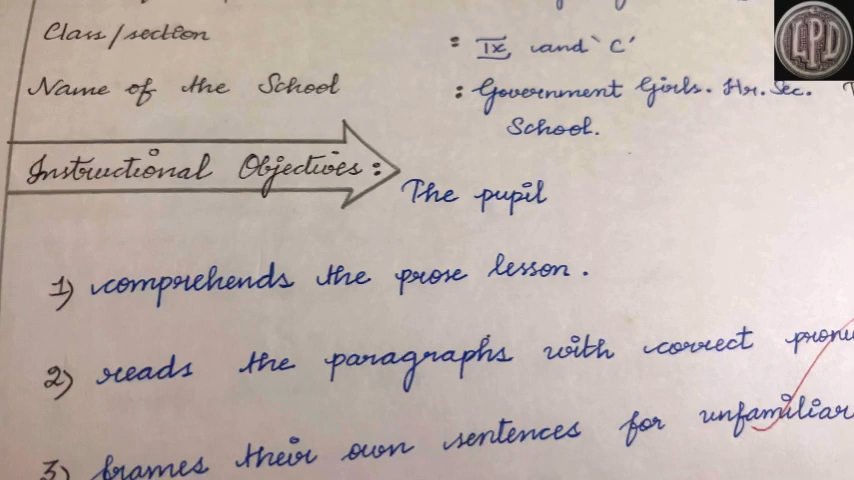 Class/section : IX and 'C'
Name of the School : Government Girls. Hr. Sec.
School.
Instructional Objectives:
The pupil
1) comprehends the prose lesson.
2) reads the paragraphs with correct
3) frames their own sentences for unfamiliar
LPD